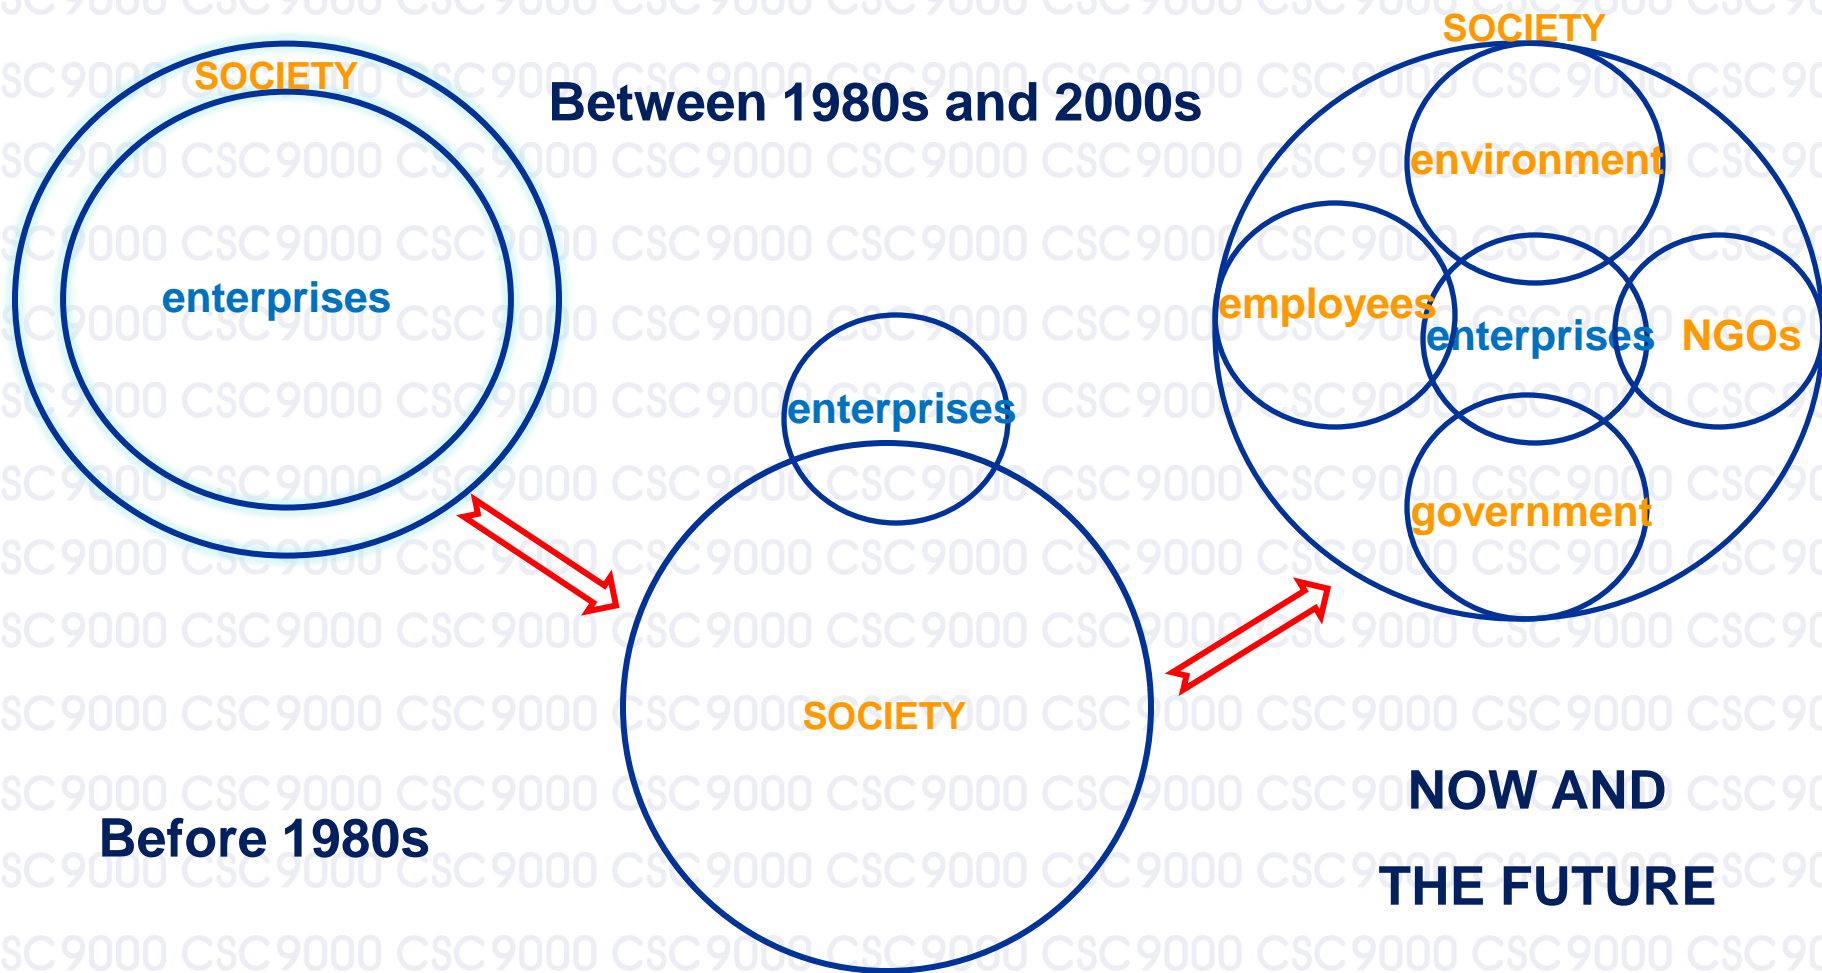 SOCIETY
enterprises
Before 1980s
Between 1980s and 2000s
enterprises
SOCIETY
SOCIETY
environment
employees
enterprises
NGOs
government
NOW AND
THE FUTURE
CSC9000